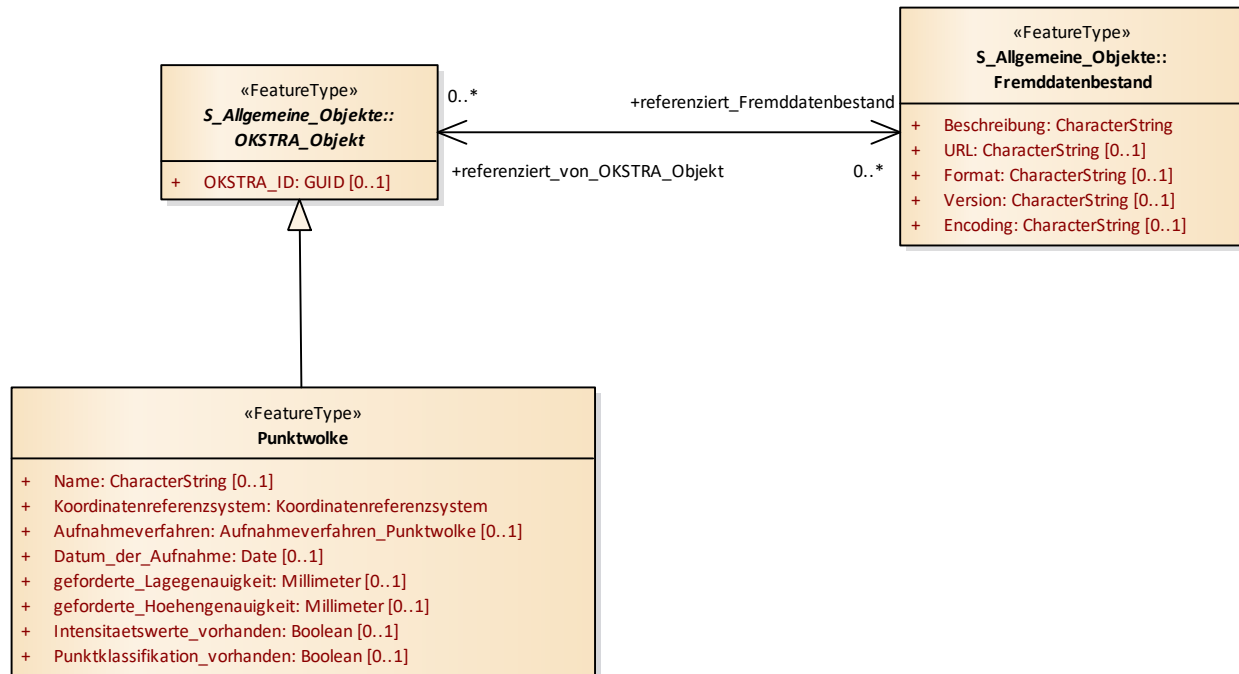 «FeatureType»
S_Allgemeine_Objekte::
Fremddatenbestand
+ Beschreibung: CharacterString
+ URL: CharacterString [0..1]
+ Format: CharacterString [0..1]
+ Version: CharacterString [0..1]
+ Encoding: CharacterString [0..1]
«FeatureType»
S_Allgemeine_Objekte::
OKSTRA_Objekt
+ OKSTRA_ID: GUID [0..1]
0..*
+referenziert_Fremddatenbestand
+referenziert_von_OKSTRA_Objekt
0..*
«FeatureType»
Punktwolke
+ Name: CharacterString [0..1]
+ Koordinatenreferenzsystem: Koordinatenreferenzsystem
+ Aufnahmeverfahren: Aufnahmeverfahren_Punktwolke [0..1]
+ Datum_der_Aufnahme: Date [0..1]
+ geforderte_Lagegenauigkeit: Millimeter [0..1]
+ geforderte_Hoehengenauigkeit: Millimeter [0..1]
+ Intensitaetswerte_vorhanden: Boolean [0..1]
+ Punktklassifikation_vorhanden: Boolean [0..1]